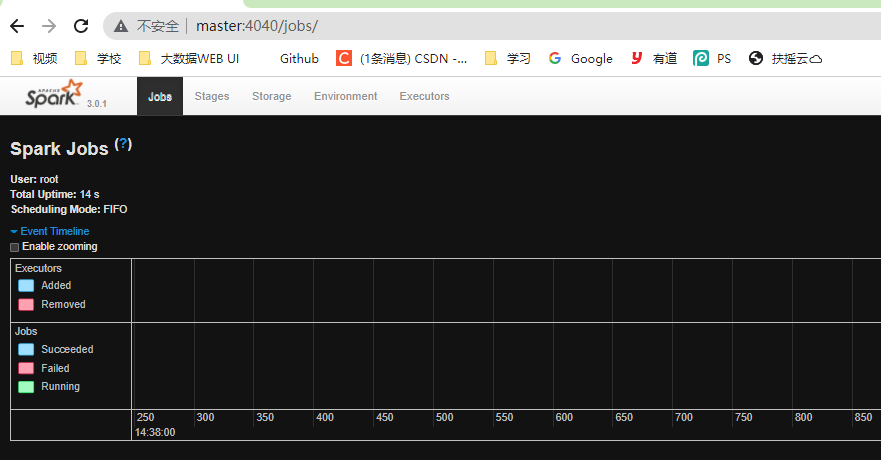 不安全 master:4040/jobs/
视频 学校 大数据WEB UI Github C (1条消息) CSDN -... 学习 G Google 有道 PS 扶摇云
APACHE
Spark 3.0.1 Jobs Stages Storage Environment Executors
Spark Jobs (?)
User: root
Total Uptime: 14 s
Scheduling Mode: FIFO
Event Timeline
Enable zooming
Executors
Added
Removed
Jobs
Succeeded
Failed
Running
250 300 350 400 450 500 550 600 650 700 750 800 850
14:38:00